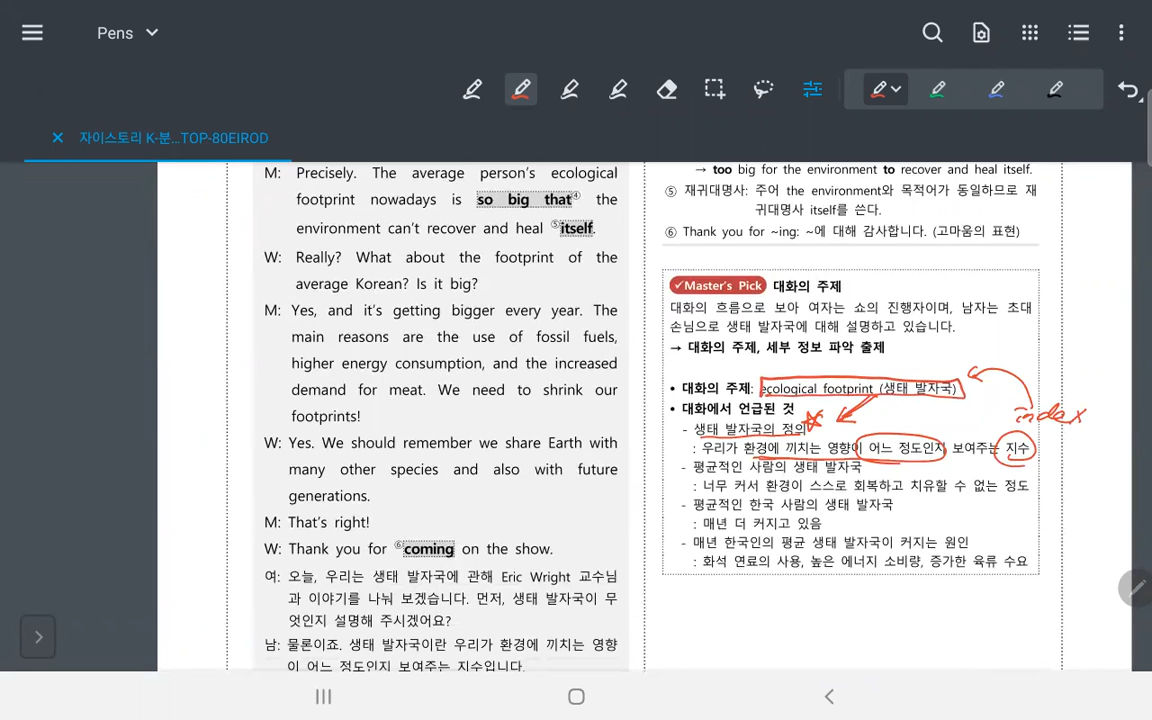 Pens
자이스토리 K-분...TOP-80EIROD
M: Precisely. The average person's ecological
footprint nowadays is so big that④ the
environment can't recover and heal ⑤itself.
W: Really? What about the footprint of the
average Korean? Is it big?
M: Yes, and it's getting bigger every year. The
main reasons are the use of fossil fuels,
higher energy consumption, and the increased
demand for meat. We need to shrink our
footprints!
W: Yes. We should remember we share Earth with
many other species and also with future
generations.
M: That's right!
W: Thank you for ⑥coming on the show.
여: 오늘, 우리는 생태 발자국에 관해 Eric Wright 교수님
과 이야기를 나눠 보겠습니다. 먼저, 생태 발자국이 무
엇인지 설명해 주시겠어요?
남: 물론이죠. 생태 발자국이란 우리가 환경에 끼치는 영향
이 어느 정도인지 보여주는 지수입니다.
→ too big for the environment to recover and heal itself.
⑤ 재귀대명사: 주어 the environment와 목적어가 동일하므로 재
귀대명사 itself를 쓴다.
⑥ Thank you for ~ing: ~에 대해 감사합니다. (고마움의 표현)
✓Master's Pick 대화의 주제
대화의 흐름으로 보아 여자는 쇼의 진행자이며, 남자는 초대
손님으로 생태 발자국에 대해 설명하고 있습니다.
→ 대화의 주제, 세부 정보 파악 출제
• 대화의 주제: ecological footprint (생태 발자국)
index
• 대화에서 언급된 것
- 생태 발자국의 정의
: 우리가 환경에 끼치는 영향이 어느 정도인지 보여주는 지수
- 평균적인 사람의 생태 발자국
: 너무 커서 환경이 스스로 회복하고 치유할 수 없는 정도
- 평균적인 한국 사람의 생태 발자국
: 매년 더 커지고 있음
- 매년 한국인의 평균 생태 발자국이 커지는 원인
: 화석 연료의 사용, 높은 에너지 소비량, 증가한 육류 수요